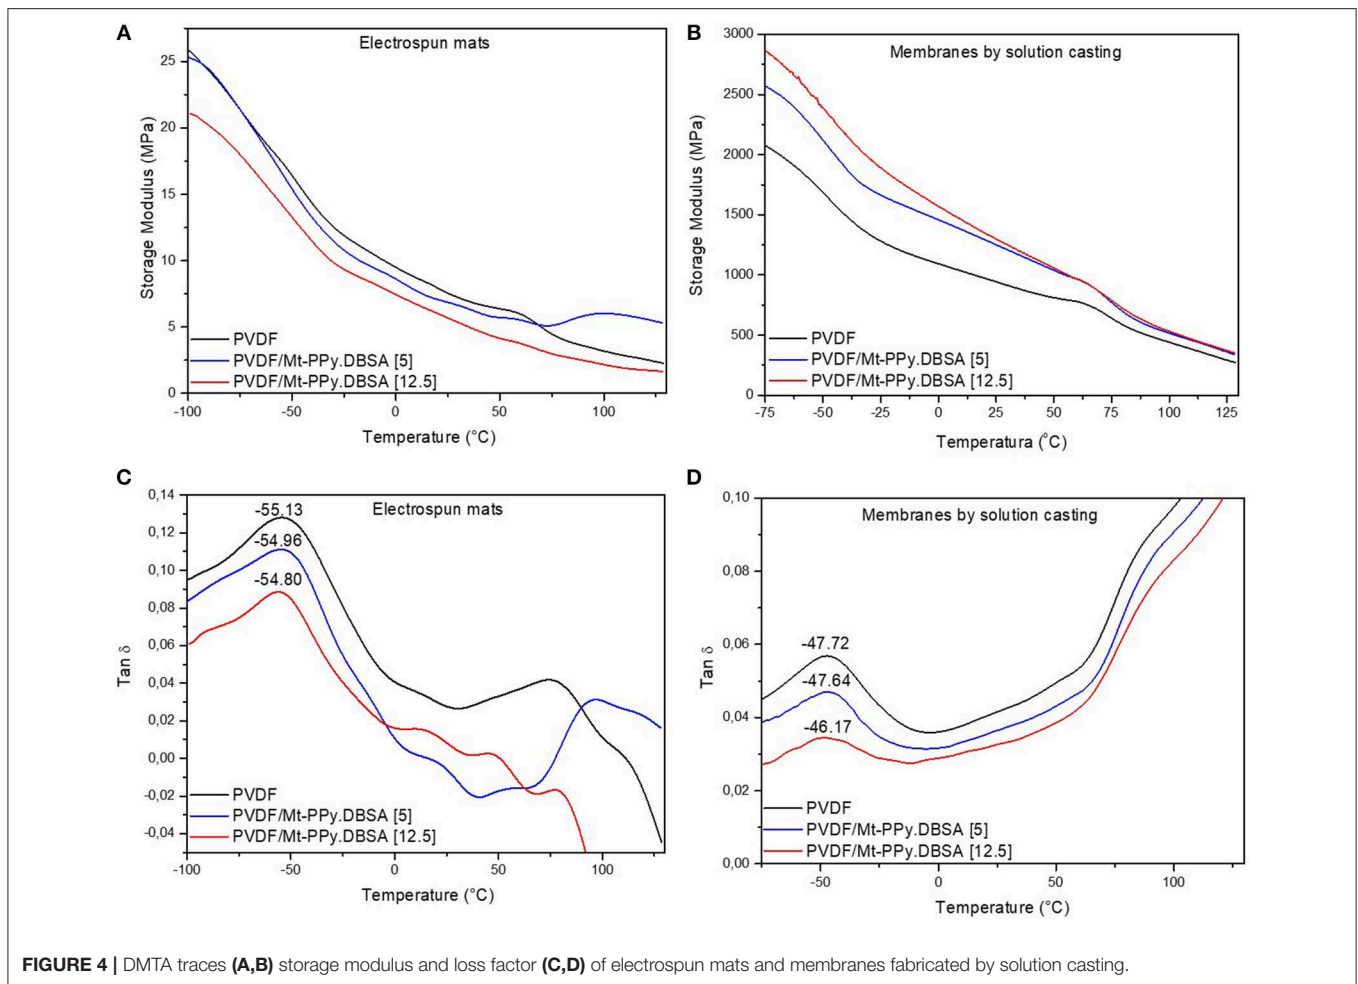 A
Electrospun mats
Storage Modulus (MPa)
25
20
15
10
5
0
PVDF
PVDF/Mt-PPy.DBSA [5]
PVDF/Mt-PPy.DBSA [12.5]
-100 -50 0 50 100
Temperature (°C)
B
Membranes by solution casting
Storage Modulus (MPa)
3000
2500
2000
1500
1000
500
0
PVDF
PVDF/Mt-PPy.DBSA [5]
PVDF/Mt-PPy.DBSA [12.5]
-75 -50 -25 0 25 50 75 100 125
Temperatura (°C)
C
Electrospun mats
Tan δ
0,14
0,12
0,10
0,08
0,06
0,04
0,02
0,00
-0,02
-0,04
-55.13
-54.96
-54.80
PVDF
PVDF/Mt-PPy.DBSA [5]
PVDF/Mt-PPy.DBSA [12.5]
-100 -50 0 50 100
Temperature (°C)
D
Membranes by solution casting
Tan δ
0,10
0,08
0,06
0,04
0,02
0,00
-47.72
-47.64
-46.17
PVDF
PVDF/Mt-PPy.DBSA [5]
PVDF/Mt-PPy.DBSA [12.5]
-50 0 50 100
Temperature (°C)
FIGURE 4 | DMTA traces (A,B) storage modulus and loss factor (C,D) of electrospun mats and membranes fabricated by solution casting.